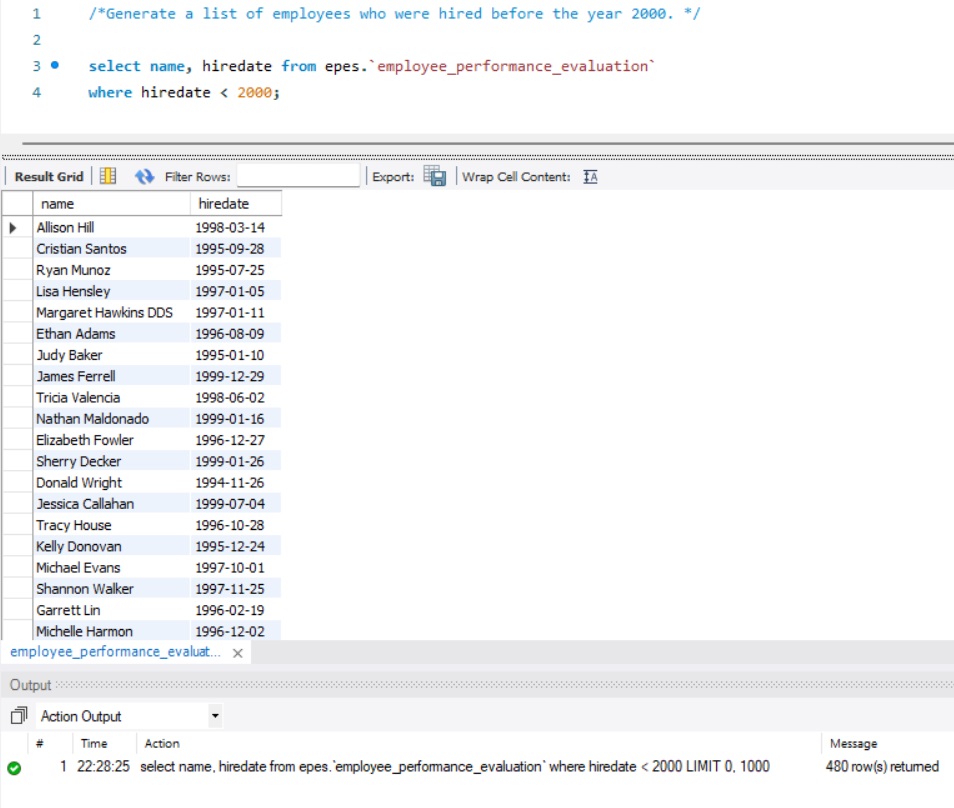 1 /*Generate a list of employees who were hired before the year 2000. */
2
3 select name, hiredate from epes.`employee_performance_evaluation`
4 where hiredate < 2000;
Result Grid Filter Rows: Export: Wrap Cell Content: IA
name hiredate
Allison Hill 1998-03-14
Cristian Santos 1995-09-28
Ryan Munoz 1995-07-25
Lisa Hensley 1997-01-05
Margaret Hawkins DDS 1997-01-11
Ethan Adams 1996-08-09
Judy Baker 1995-01-10
James Ferrell 1999-12-29
Tricia Valencia 1998-06-02
Nathan Maldonado 1999-01-16
Elizabeth Fowler 1996-12-27
Sherry Decker 1999-01-26
Donald Wright 1994-11-26
Jessica Callahan 1999-07-04
Tracy House 1996-10-28
Kelly Donovan 1995-12-24
Michael Evans 1997-10-01
Shannon Walker 1997-11-25
Garrett Lin 1996-02-19
Michelle Harmon 1996-12-02
employee_performance_evaluat... ×
Output
Action Output
# Time Action Message
1 22:28:25 select name, hiredate from epes.`employee_performance_evaluation` where hiredate < 2000 LIMIT 0, 1000 480 row(s) returned